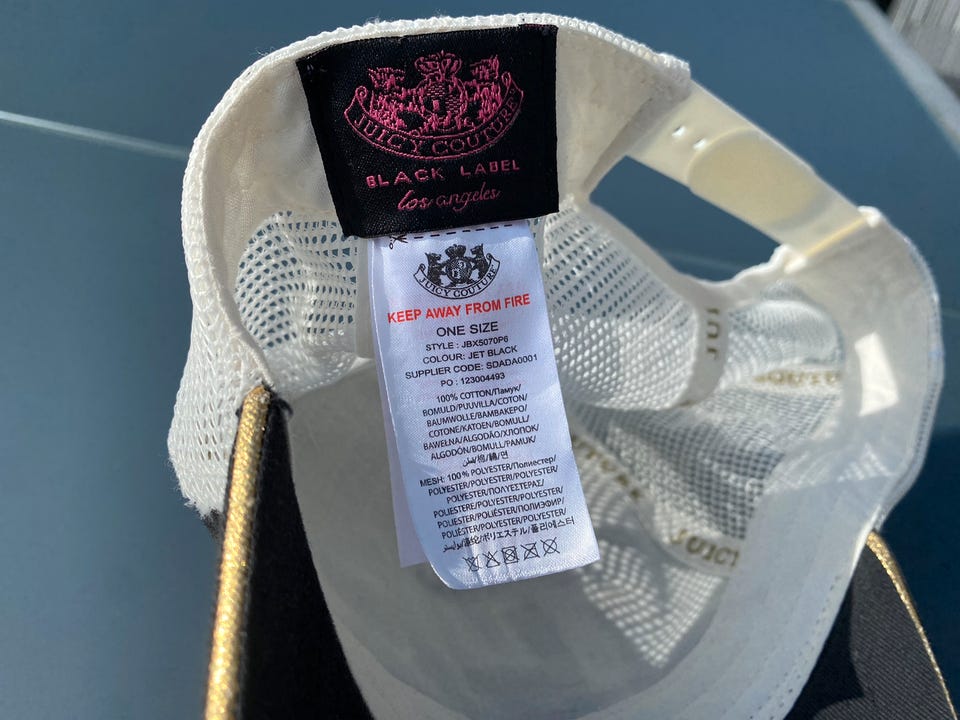 JUICY COUTURE
BLACK LABEL
los angeles
JUICY COUTURE
KEEP AWAY FROM FIRE
ONE SIZE
STYLE : JBX5070P6
COLOUR: JET BLACK
SUPPLIER CODE: SDADA0001
PO : 123004493
100% COTTON/Памук/
BOMULD/PUUVILLA/COTON/
BAUMWOLLE/BAMBAKEPO/
COTONE/KATOEN/BOMULL/
BAWEŁNA/ALGODÃO/ХЛОПОК/
ALGODÓN/BOMULL/PAMUK/
MESH: 100% POLYESTER/Полиестер/
POLYESTER/POLYESTERI/POLYESTER/
POLYESTER/ΠΟΛΥΕΣΤΕΡΑΣ/
POLIESTERE/POLYESTER/POLYESTER/
POLIESTER/POLIÉSTER/ПОЛИЭФИР/
POLIÉSTER/POLYESTER/POLYESTER/
ポリエステル/폴리에스터
JUICY